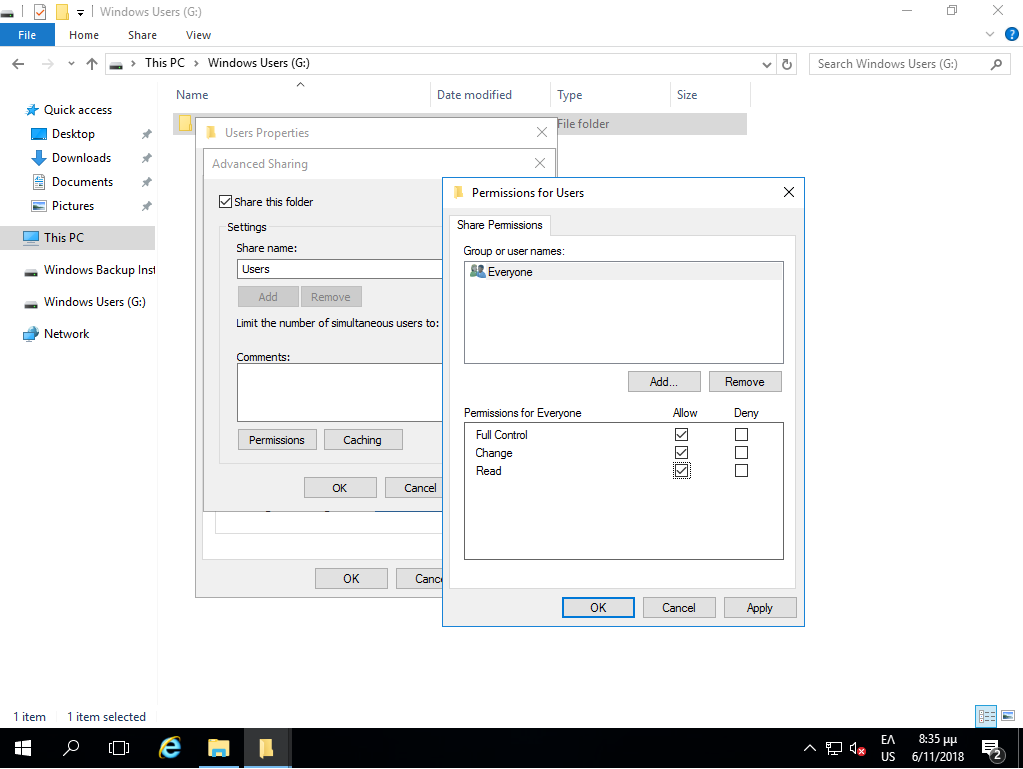 Windows Users (G:)
File Home Share View
This PC Windows Users (G:) Search Windows Users (G:)
Name Date modified Type Size
Quick access
Desktop
Downloads
Documents
Pictures
This PC
Windows Backup Inst
Windows Users (G:)
Network
File folder
Users Properties
Advanced Sharing
Share this folder
Settings
Share name:
Users
Add Remove
Limit the number of simultaneous users to:
Comments:
Permissions Caching
OK Cancel
OK Canc
Permissions for Users
Share Permissions
Group or user names:
Everyone
Add... Remove
Permissions for Everyone Allow Deny
Full Control
Change
Read
OK Cancel Apply
1 item 1 item selected
ΕΛ
US
8:35 μμ
6/11/2018
2